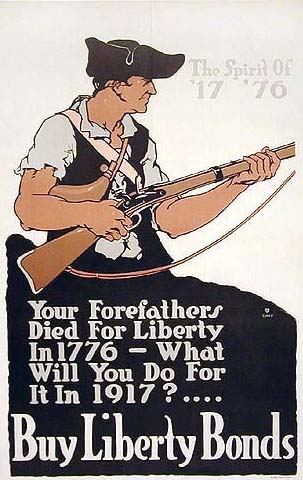 The Spirit Of
'17 '76
Your Forefathers
Died For Liberty
In 1776 — What
Will You Do For
It In 1917?....
Buy Liberty Bonds